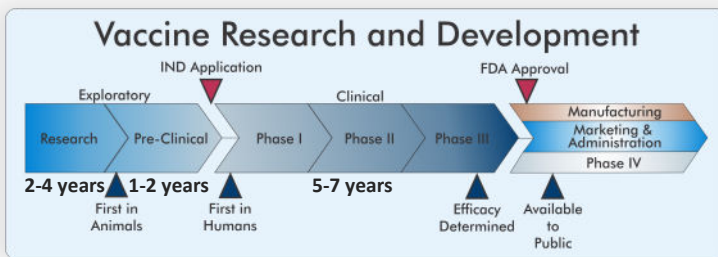 Vaccine Research and Development
IND Application
FDA Approval
Exploratory
Clinical
Research
Pre-Clinical
Phase I
Phase II
Phase III
Manufacturing
Marketing &
Administration
Phase IV
2-4 years
1-2 years
5-7 years
First in
Animals
First in
Humans
Efficacy
Determined
Available
to
Public